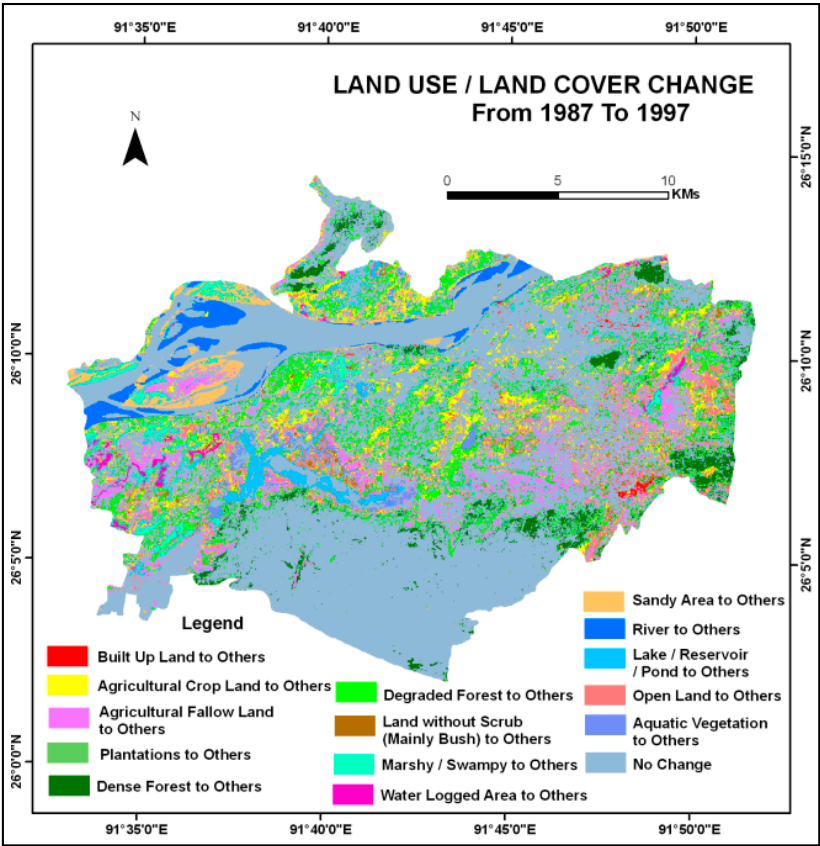 91°35'0"E 91°40'0"E 91°45'0"E 91°50'0"E
LAND USE / LAND COVER CHANGE
From 1987 To 1997
N
0 5 10
KMs
26°15'0"N
26°10'0"N 26°10'0"N
26°5'0"N 26°5'0"N
26°0'0"N
Legend
Built Up Land to Others
Agricultural Crop Land to Others
Agricultural Fallow Land
to Others
Plantations to Others
Dense Forest to Others
Degraded Forest to Others
Land without Scrub
(Mainly Bush) to Others
Marshy / Swampy to Others
Water Logged Area to Others
Sandy Area to Others
River to Others
Lake / Reservoir
/ Pond to Others
Open Land to Others
Aquatic Vegetation
to Others
No Change
91°35'0"E 91°40'0"E 91°45'0"E 91°50'0"E